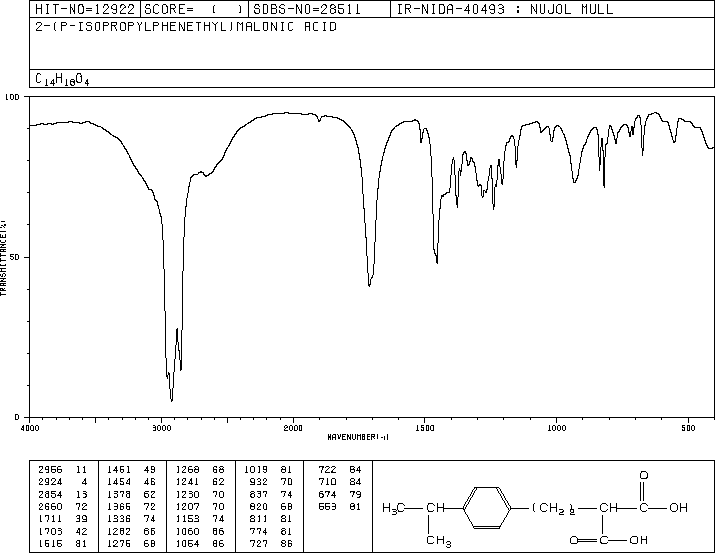 HIT-NO=12922 SCORE= ( ) SDBS-NO=28511 IR-NIDA-40493 : NUJOL MULL
2-(P-ISOPROPYLPHENETHYL)MALONIC ACID
C14H18O4
100
50
0
TRANSMITTANCE(%)
4000 3000 2000 1500 1000 500
WAVENUMBER(-1)
2956 11 1461 49 1268 68 1019 81 722 84
2924 4 1454 46 1241 62 932 70 710 84
2854 13 1378 62 1230 70 837 74 674 79
2660 72 1366 72 1207 70 820 68 553 81
1711 39 1336 74 1153 74 811 81
1703 42 1282 66 1060 86 774 81
1516 81 1276 68 1054 86 727 86
O
H3C CH (CH2)2 CH C OH
CH3 O C OH